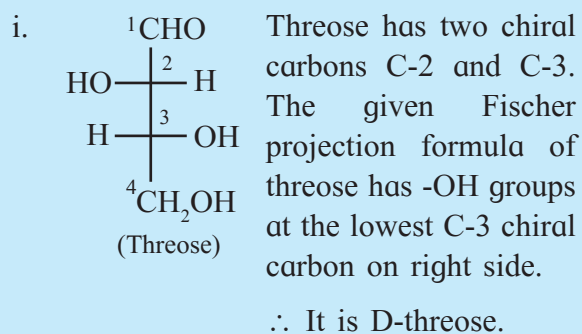 i.
¹CHO
2
HO H
3
H OH
⁴CH₂OH
(Threose)
Threose has two chiral
carbons C-2 and C-3.
The given Fischer
projection formula of
threose has -OH groups
at the lowest C-3 chiral
carbon on right side.
∴ It is D-threose.